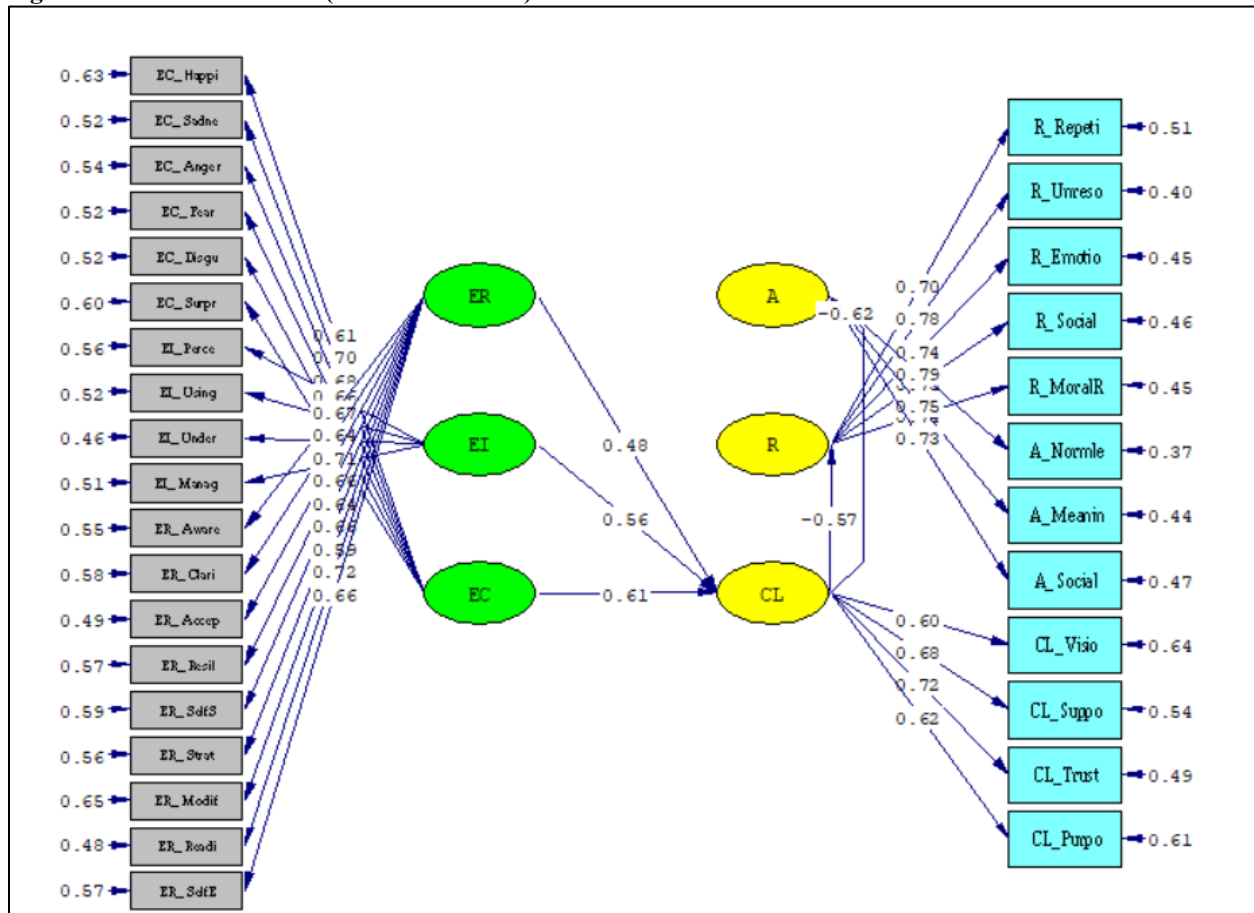 0.63 EC_Happi
0.52 EC_Sadne
0.54 EC_Anger
0.52 EC_Fear
0.52 EC_Disgu
0.60 EC_Surpr
0.56 EI_Perce
0.52 EI_Using
0.46 EI_Under
0.51 EI_Manag
0.55 ER_Aware
0.58 ER_Clari
0.49 ER_Accep
0.57 ER_Resil
0.59 ER_SelfS
0.56 ER_Strat
0.65 ER_Modif
0.48 ER_Readi
0.57 ER_SelfE
0.61
0.70
0.68
0.67
0.64
0.71
0.66
0.64
0.66
0.59
0.72
0.66
ER
EI
EC
0.48
0.56
0.61
A
R
CL
-0.62
-0.57
0.70
0.78
0.74
0.79
0.75
0.73
0.60
0.68
0.72
0.62
R_Repeti 0.51
R_Unreso 0.40
R_Emotio 0.45
R_Social 0.46
R_MoralR 0.45
A_Normle 0.37
A_Meanin 0.44
A_Social 0.47
CL_Visio 0.64
CL_Suppo 0.54
CL_Trust 0.49
CL_Purpo 0.61